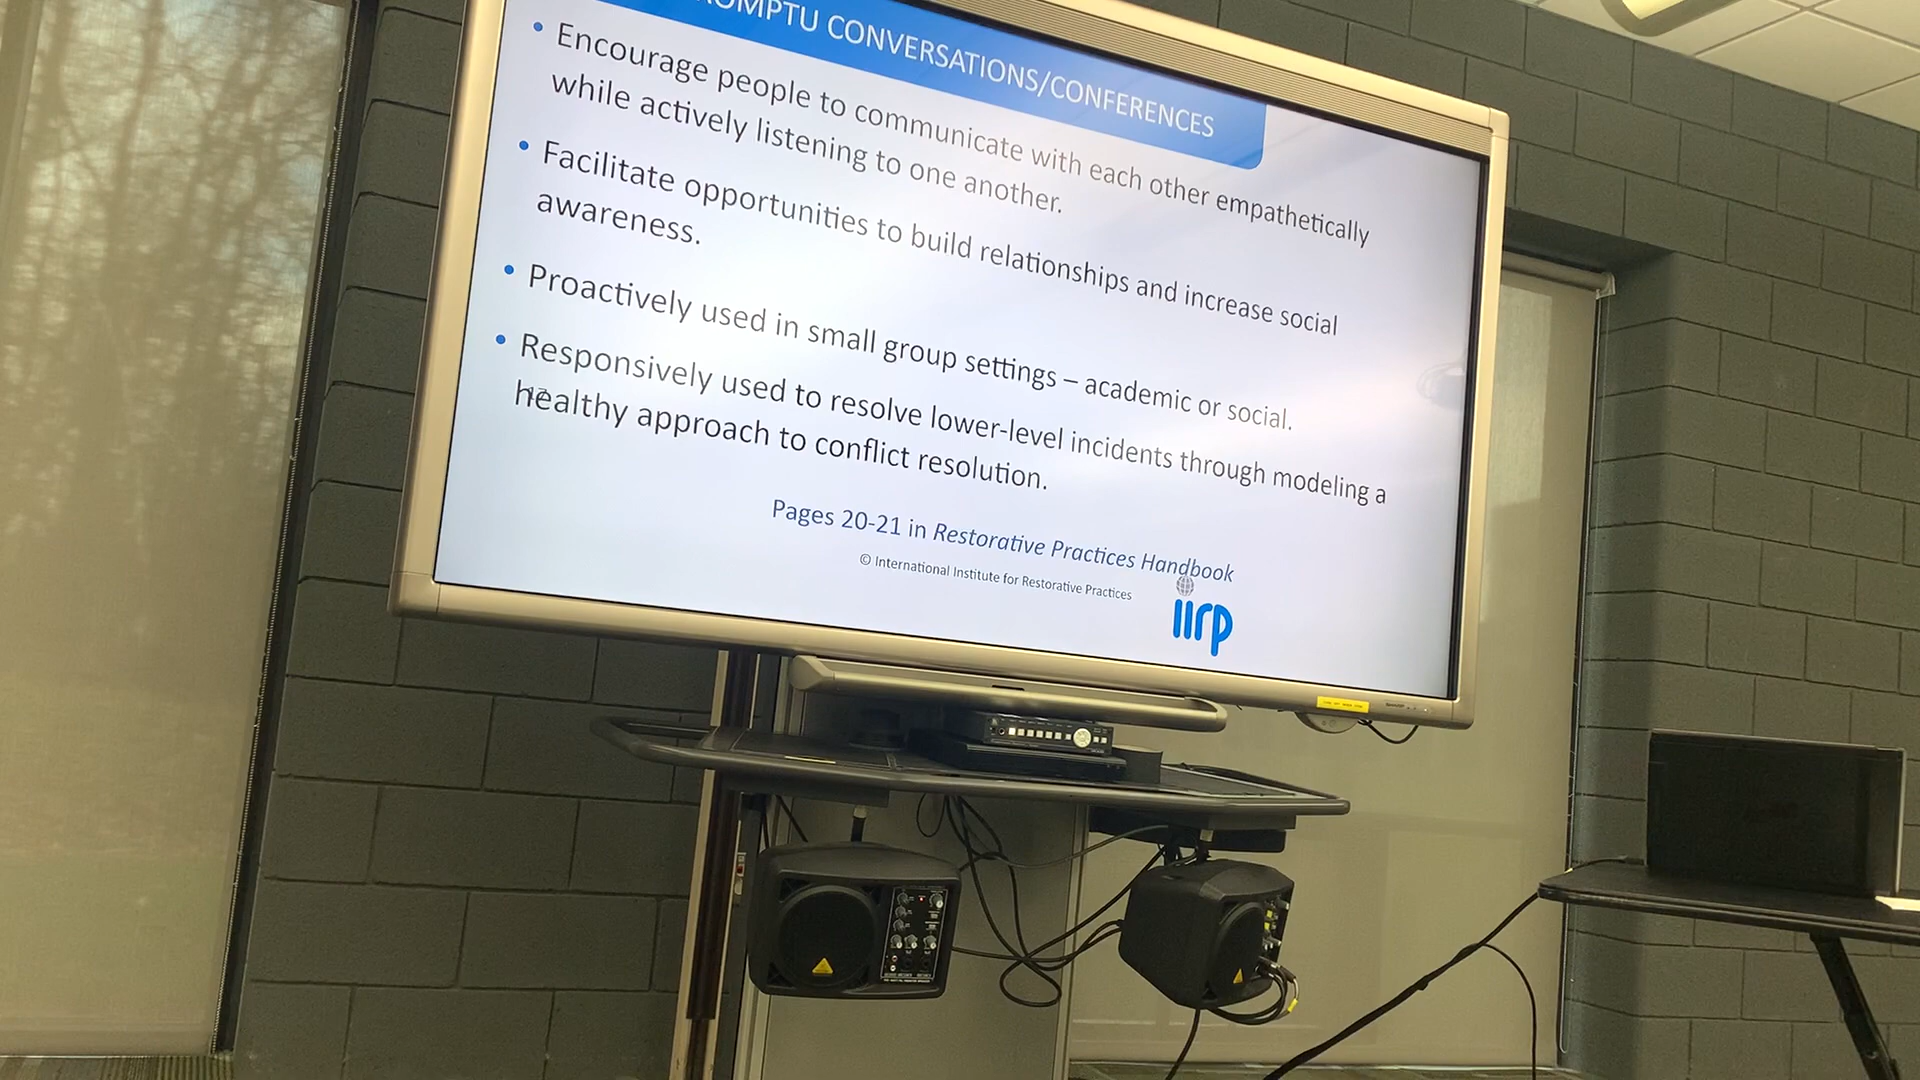 ROMPTU CONVERSATIONS/CONFERENCES
• Encourage people to communicate with each other empathetically
while actively listening to one another.
• Facilitate opportunities to build relationships and increase social
awareness.
• Proactively used in small group settings – academic or social.
• Responsively used to resolve lower-level incidents through modeling a
healthy approach to conflict resolution.
Pages 20-21 in Restorative Practices Handbook
© International Institute for Restorative Practices
iirp